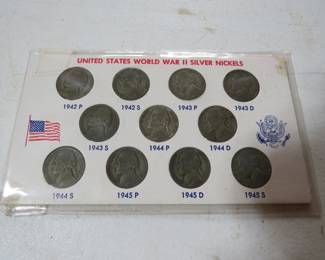 UNITED STATES WORLD WAR II SILVER NICKELS
1942 P 1942 S 1943 P 1943 D
1943 S 1944 P 1944 D
1944 S 1945 P 1945 D 1945 S